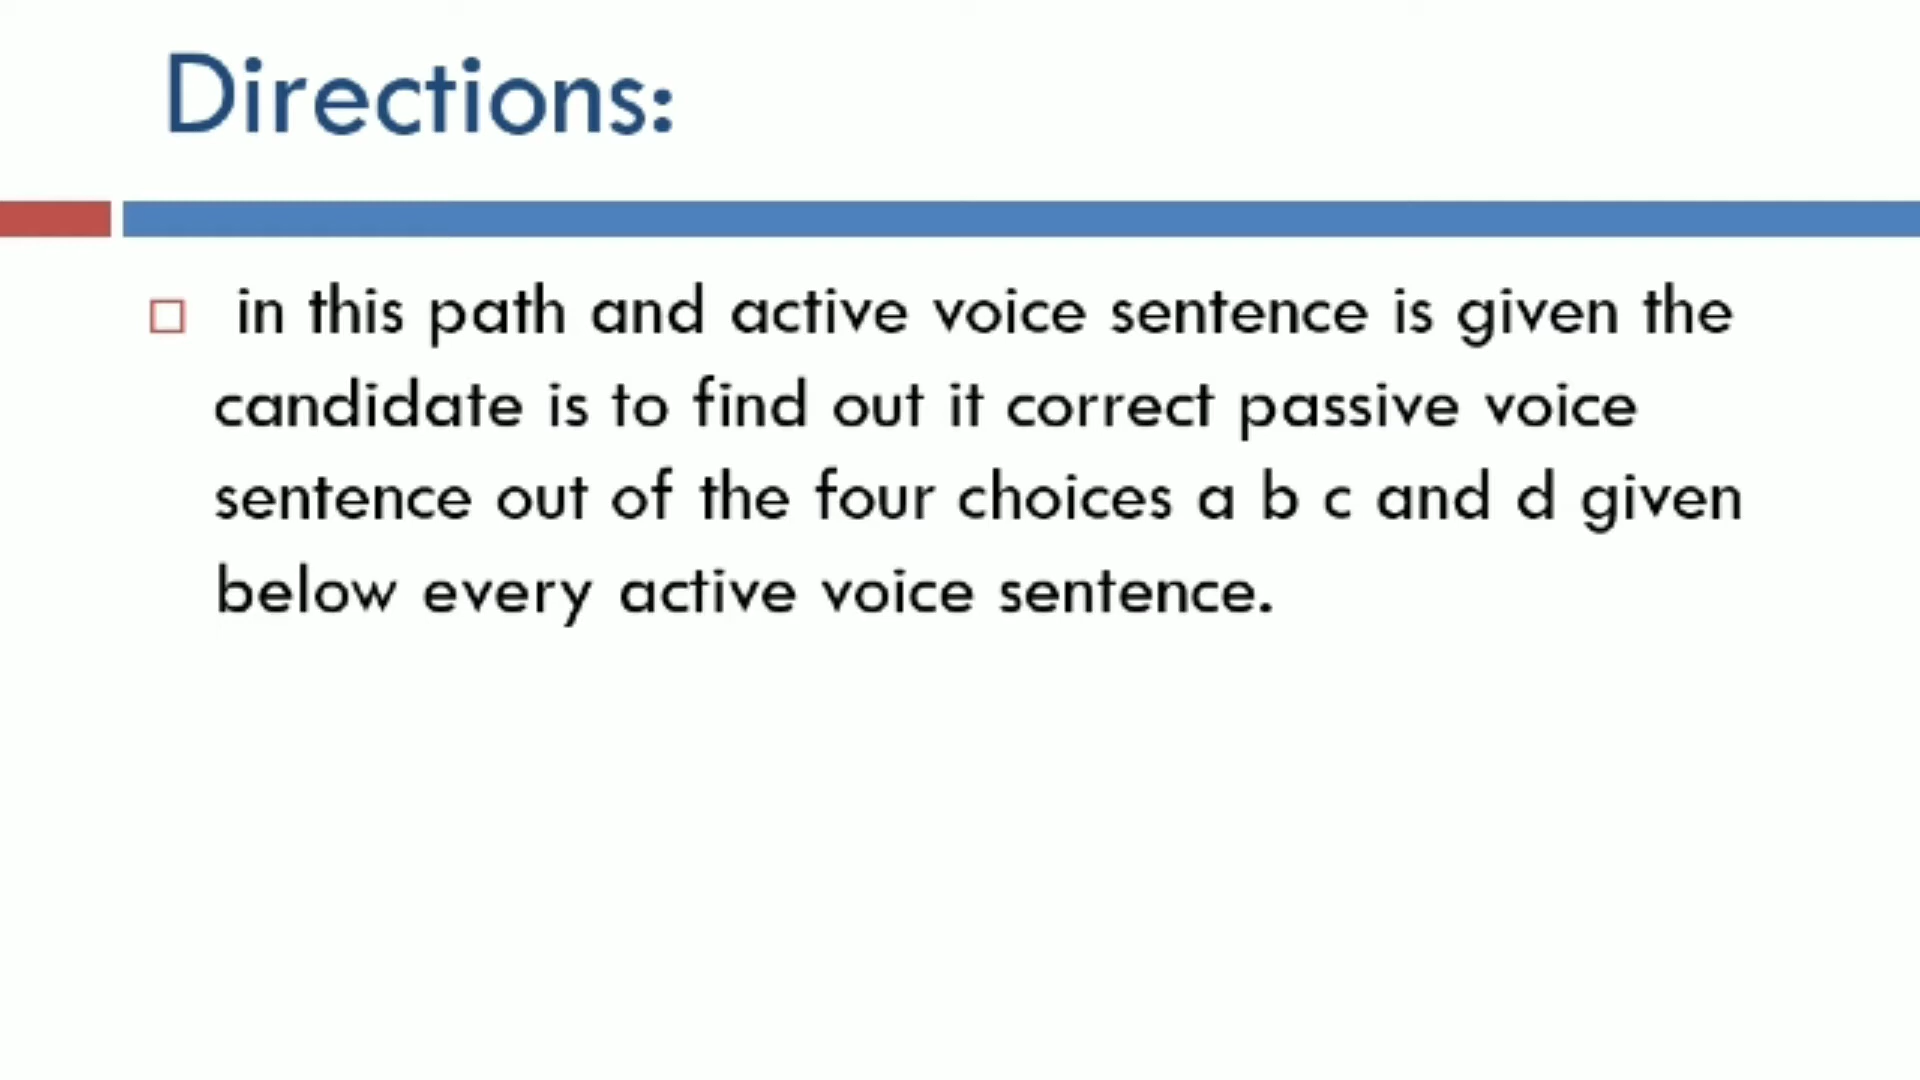 Directions:
in this path and active voice sentence is given the
candidate is to find out it correct passive voice
sentence out of the four choices a b c and d given
below every active voice sentence.